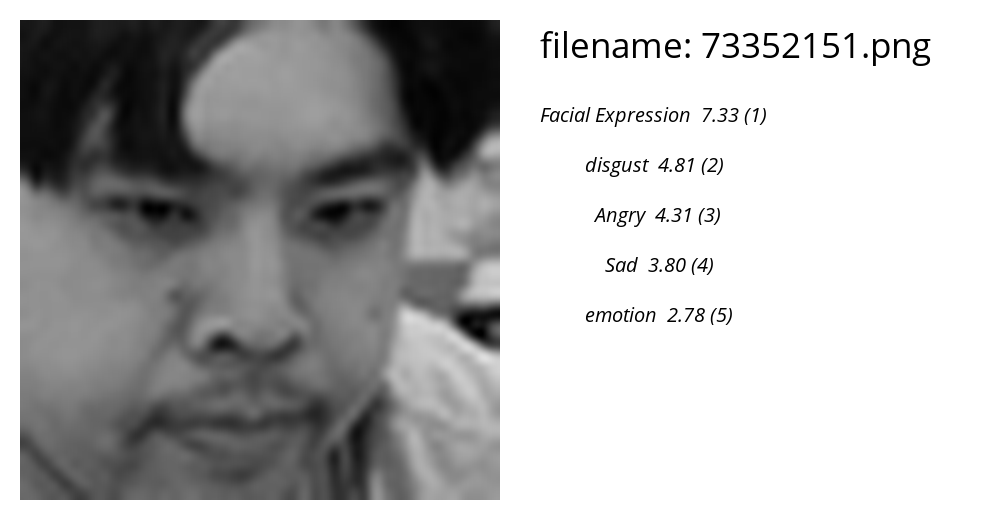 filename: 73352151.png
Facial Expression 7.33 (1)
disgust 4.81 (2)
Angry 4.31 (3)
Sad 3.80 (4)
emotion 2.78 (5)